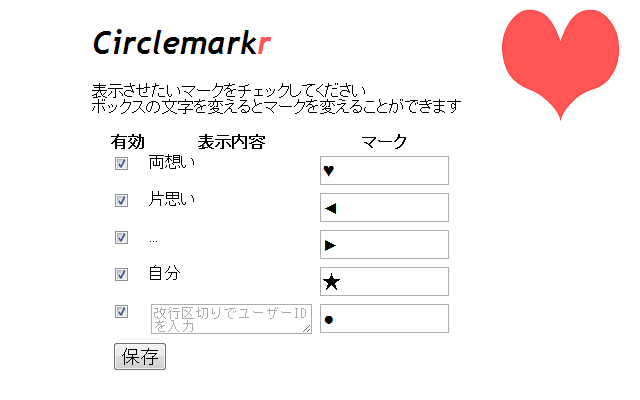 Circlemarkr
表示させたいマークをチェックしてください
ボックスの文字を変えるとマークを変えることができます
有効 表示内容 マーク
両想い ♥
片思い ◄
... ►
自分 ★
改行区切りでユーザーID
を入力 ●
保存